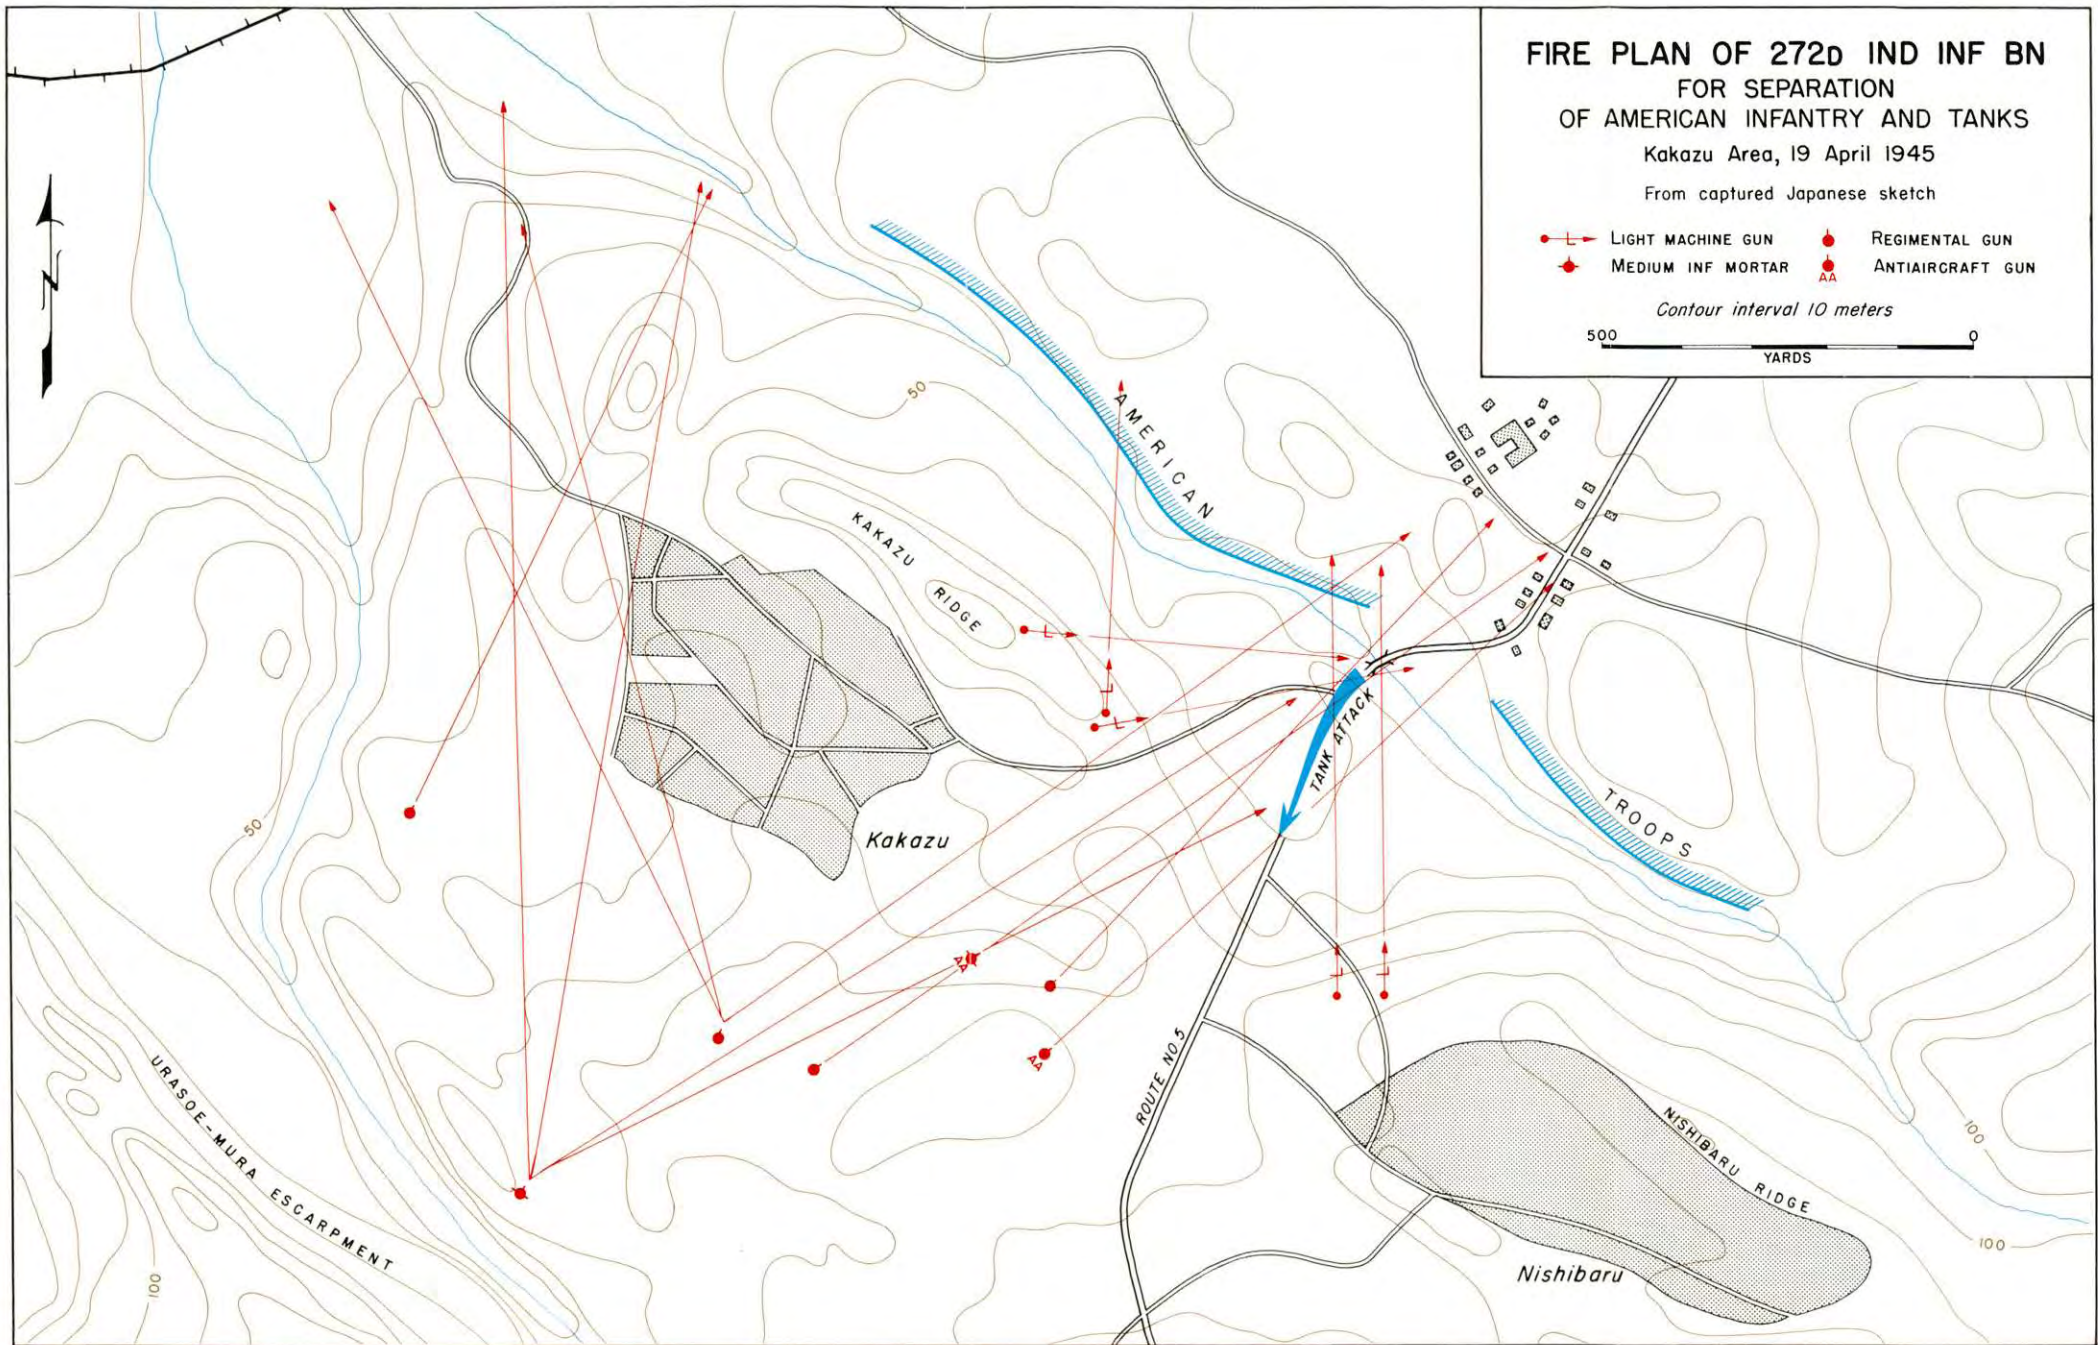 FIRE PLAN OF 272D IND INF BN
FOR SEPARATION
OF AMERICAN INFANTRY AND TANKS
Kakazu Area, 19 April 1945
From captured Japanese sketch
L LIGHT MACHINE GUN
REGIMENTAL GUN
MEDIUM INF MORTAR
AA ANTIAIRCRAFT GUN
Contour interval 10 meters
500 0
YARDS
N
50
AMERICAN
KAKAZU
RIDGE
L
L
L
TANK ATTACK
TROOPS
50
Kakazu
AA
L
L
AA
ROUTE NO. 5
URASOE-MURA ESCARPMENT
NISHIBARU RIDGE
100
100
100
Nishibaru